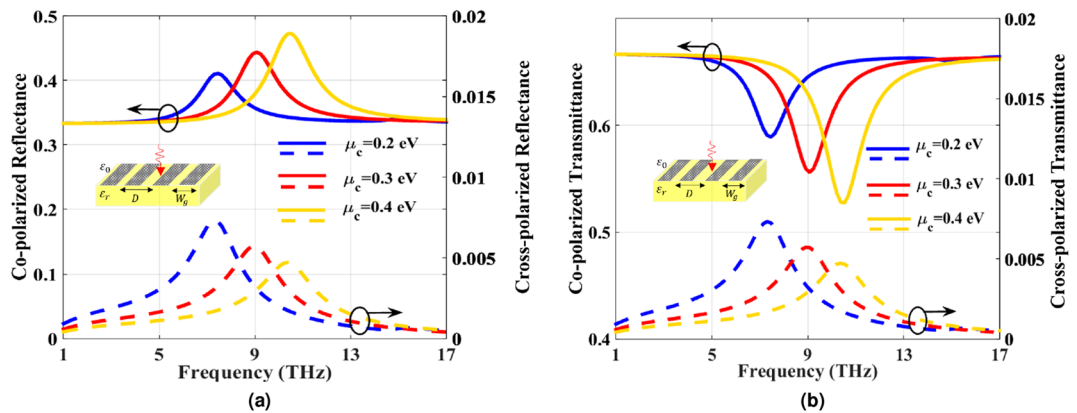 0.5
0.4
0.3
0.2
0.1
0
Co-polarized Reflectance
0.02
0.015
0.01
0.005
0
Cross-polarized Reflectance
μc=0.2 eV
μc=0.3 eV
μc=0.4 eV
ε0
εr
D
Wg
1 5 9 13 17
Frequency (THz)
(a)
0.6
0.5
0.4
Co-polarized Transmittance
0.02
0.015
0.01
0.005
0
Cross-polarized Transmittance
μc=0.2 eV
μc=0.3 eV
μc=0.4 eV
ε0
εr
D
Wg
1 5 9 13 17
Frequency (THz)
(b)